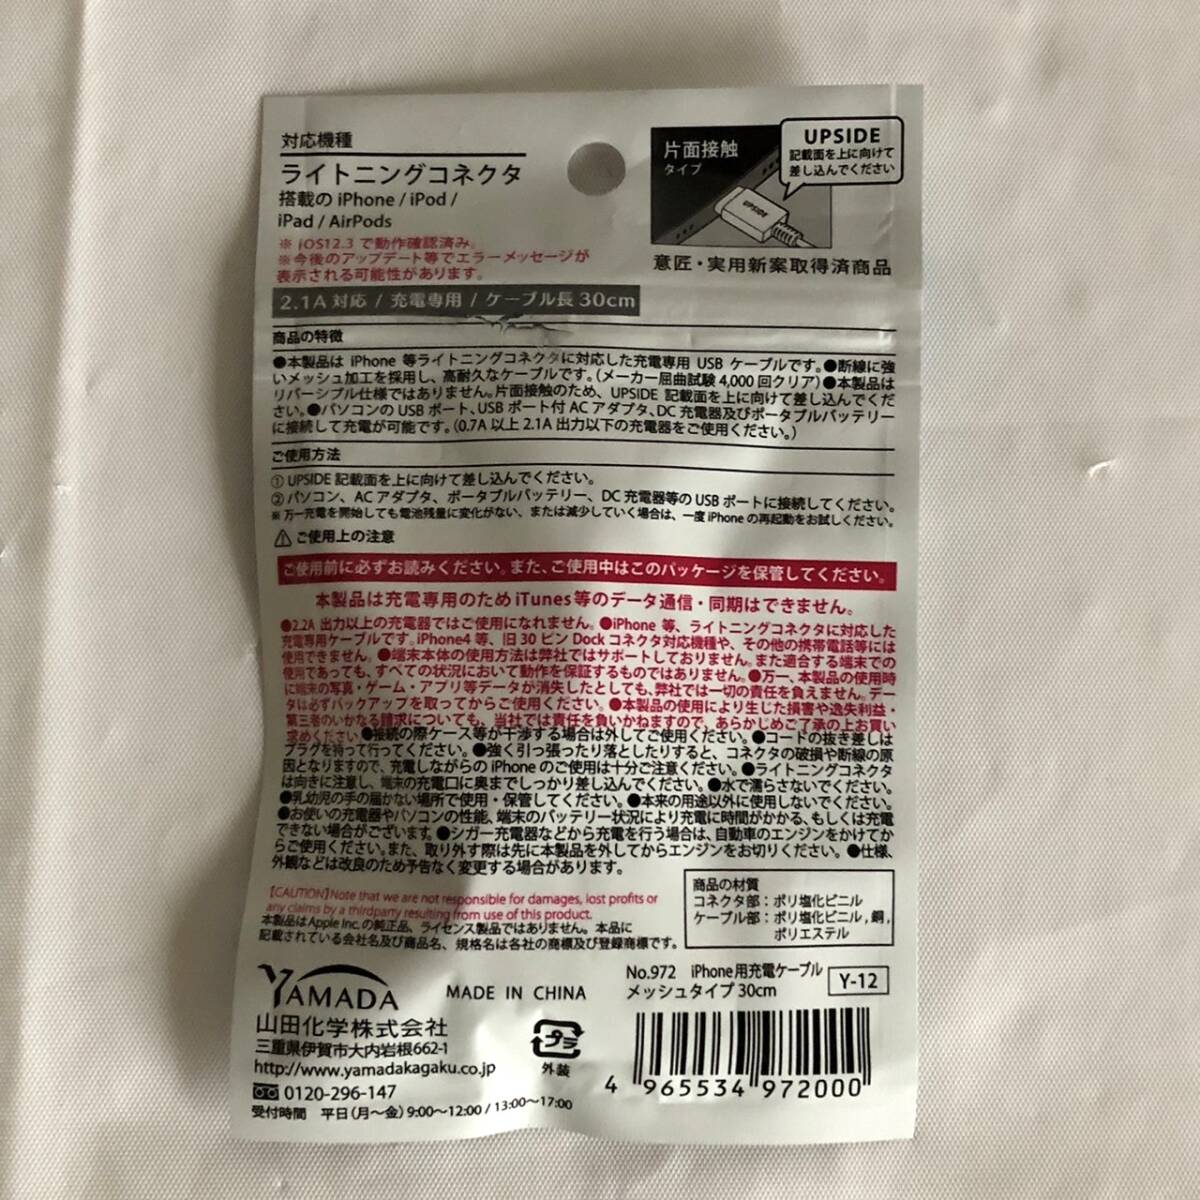 対応機種
ライトニングコネクタ
搭載の iPhone / iPod /
iPad / AirPods
※ iOS12.3 で動作確認済み。
※今後のアップデート等でエラーメッセージが
表示される可能性があります。
片面接触
タイプ
UPSIDE
記載面を上に向けて
差し込んでください
UPSIDE
意匠・実用新案取得済商品
2.1A 対応 / 充電専用 / ケーブル長 30cm
商品の特徴
●本製品は iPhone 等ライトニングコネクタに対応した充電専用 USB ケーブルです。●断線に強
いメッシュ加工を採用し、高耐久なケーブルです。(メーカー屈曲試験 4,000 回クリア)●本製品は
リバーシブル仕様ではありません。片面接触のため、UPSIDE 記載面を上に向けて差し込んでくだ
さい。●パソコンの USB ポート、USB ポート付 AC アダプタ、DC 充電器及びポータブルバッテリー
に接続して充電が可能です。(0.7A 以上 2.1A 出力以下の充電器をご使用ください。)
ご使用方法
① UPSIDE 記載面を上に向けて差し込んでください。
② パソコン、AC アダプタ、ポータブルバッテリー、DC 充電器等の USB ポートに接続してください。
※ 万一充電を開始しても電池残量に変化がない、または減少していく場合は、一度 iPhone の再起動をお試しください。
⚠ ご使用上の注意
ご使用前に必ずお読みください。また、ご使用中はこのパッケージを保管してください。
本製品は充電専用のため iTunes 等のデータ通信・同期はできません。
●2.2A 出力以上の充電器ではご使用になれません。●iPhone 等、ライトニングコネクタに対応した
充電専用ケーブルです。iPhone4 等、旧 30 ピン Dock コネクタ対応機種や、その他の携帯電話等には
使用できません。●端末本体の使用方法は弊社ではサポートしておりません。また適合する端末での
使用であっても、すべての状況において動作を保証するものではありません。●万一、本製品の使用時
に端末の写真・ゲーム・アプリ等データが消失したとしても、弊社では一切の責任を負えません。デー
タは必ずバックアップを取ってからご使用ください。●本製品の使用により生じた損害や逸失利益・
第三者のいかなる請求についても、当社では責任を負いかねますので、あらかじめご了承の上お買い
求めください。●接続の際ケース等が干渉する場合は外してご使用ください。●コードの抜き差しは
プラグを持って行ってください。●強く引っ張ったり落としたりすると、コネクタの破損や断線の原
因となりますので、充電しながらの iPhone のご使用は十分ご注意ください。●ライトニングコネクタ
は向きに注意し、端末の充電口に奥までしっかり差し込んでください。●水で濡らさないでください。
●乳幼児の手の届かない場所で使用・保管してください。●本来の用途以外に使用しないでください。
●お使いの充電器やパソコンの性能、端末のバッテリー状況により充電に時間がかかる、もしくは充電
できない場合がございます。●シガー充電器などから充電を行う場合は、自動車のエンジンをかけてか
らご使用ください。また、取り外す際は先に本製品を外してからエンジンをお切りください。●仕様、
外観などは改良のため予告なく変更する場合があります。
【CAUTION】Note that we are not responsible for damages, lost profits or
any claims by a thirdparty resulting from use of this product.
本製品は Apple Inc. の純正品、ライセンス製品ではありません。本品に
記載されている会社名及び商品名、規格名は各社の商標及び登録商標です。
商品の材質
コネクタ部：ポリ塩化ビニル
ケーブル部：ポリ塩化ビニル, 銅,
ポリエステル
YAMADA
MADE IN CHINA
山田化学株式会社
三重県伊賀市大内岩根662-1
http://www.yamadakagaku.co.jp
0120-296-147
受付時間 平日(月～金) 9:00～12:00 / 13:00～17:00
プラ
外装
No.972 iPhone用充電ケーブル
メッシュタイプ 30cm
Y-12
4 965534 972000